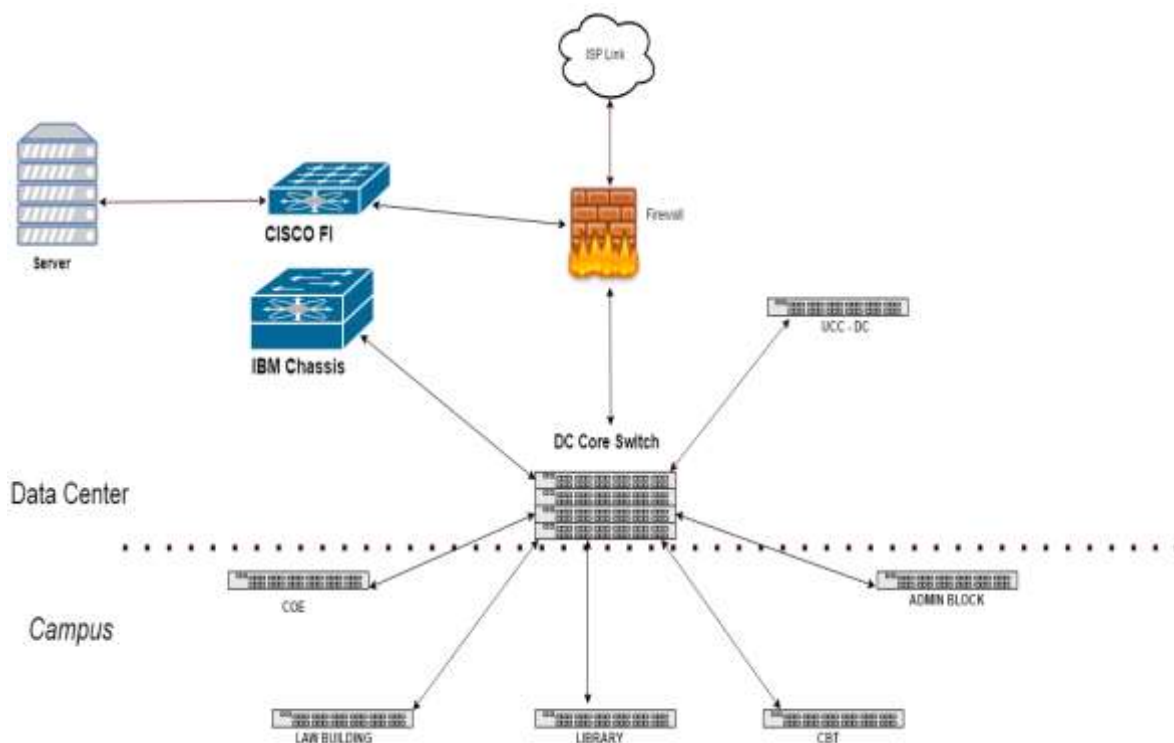 ISP Link
Firewall
CISCO FI
Server
IBM Chassis
UCC - DC
DC Core Switch
Data Center
COE
ADMIN BLOCK
Campus
LAW BUILDING
LIBRARY
CBT